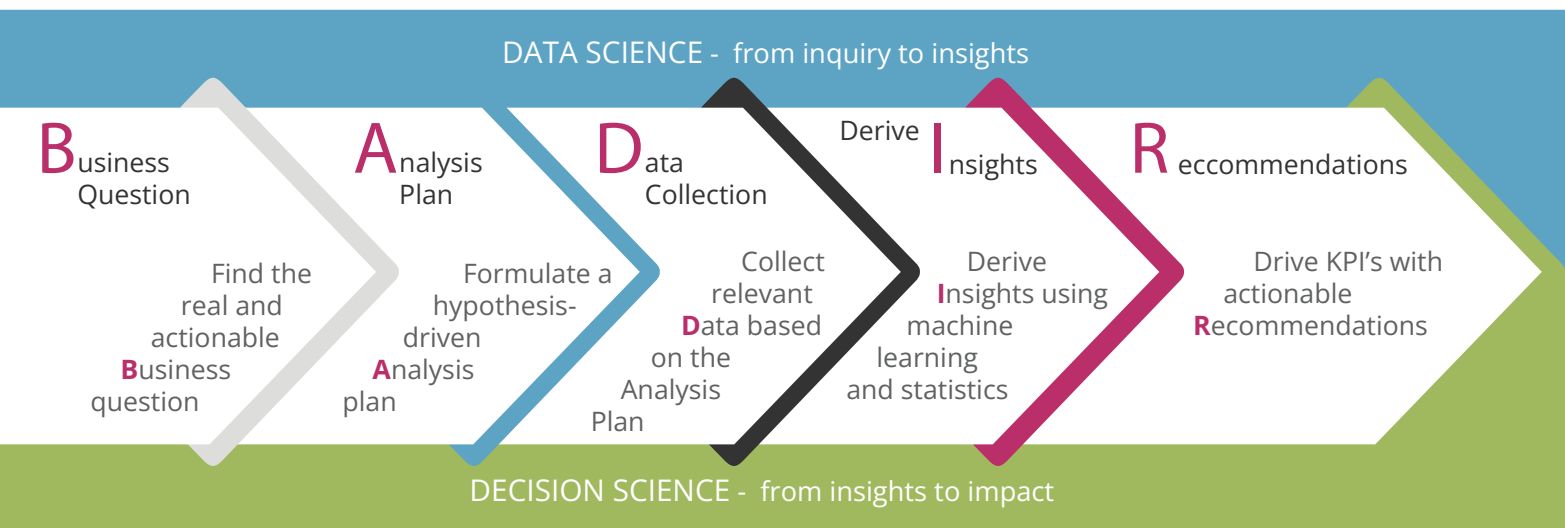 DATA SCIENCE - from inquiry to insights
Business
Question
Analysis
Plan
Data
Collection
Derive Insights
Reccommendations
Find the
real and
actionable
Business
question
Formulate a
hypothesis-
driven
Analysis
plan
Collect
relevant
Data based
on the
Analysis
Plan
Derive
Insights using
machine
learning
and statistics
Drive KPI's with
actionable
Recommendations
DECISION SCIENCE - from insights to impact